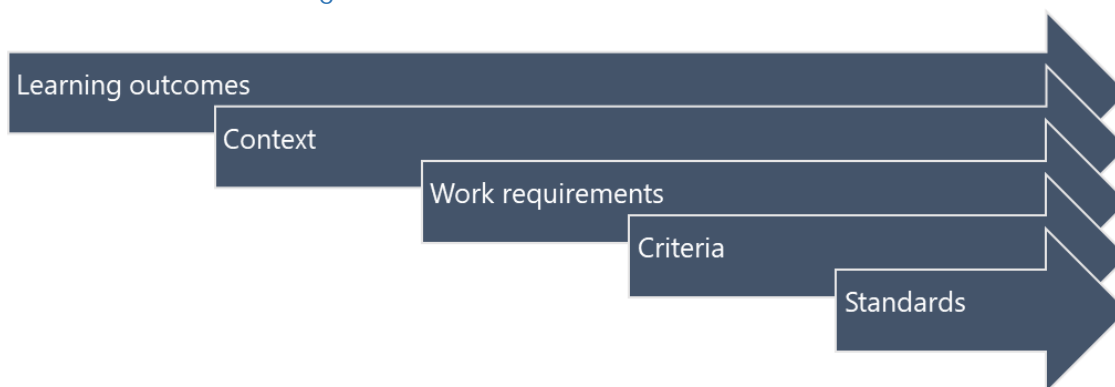 Learning outcomes
Context
Work requirements
Criteria
Standards